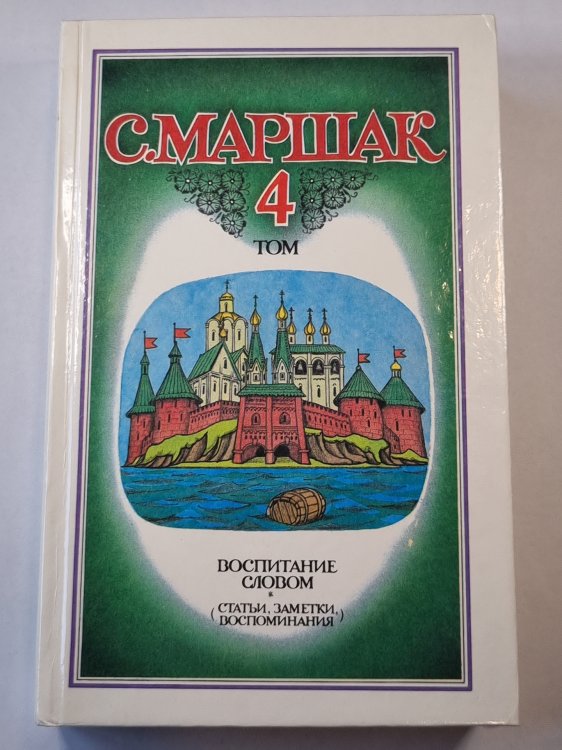 С.МАРШАК
4
ТОМ
ВОСПИТАНИЕ
СЛОВОМ
(СТАТЬИ, ЗАМЕТКИ,
ВОСПОМИНАНИЯ)